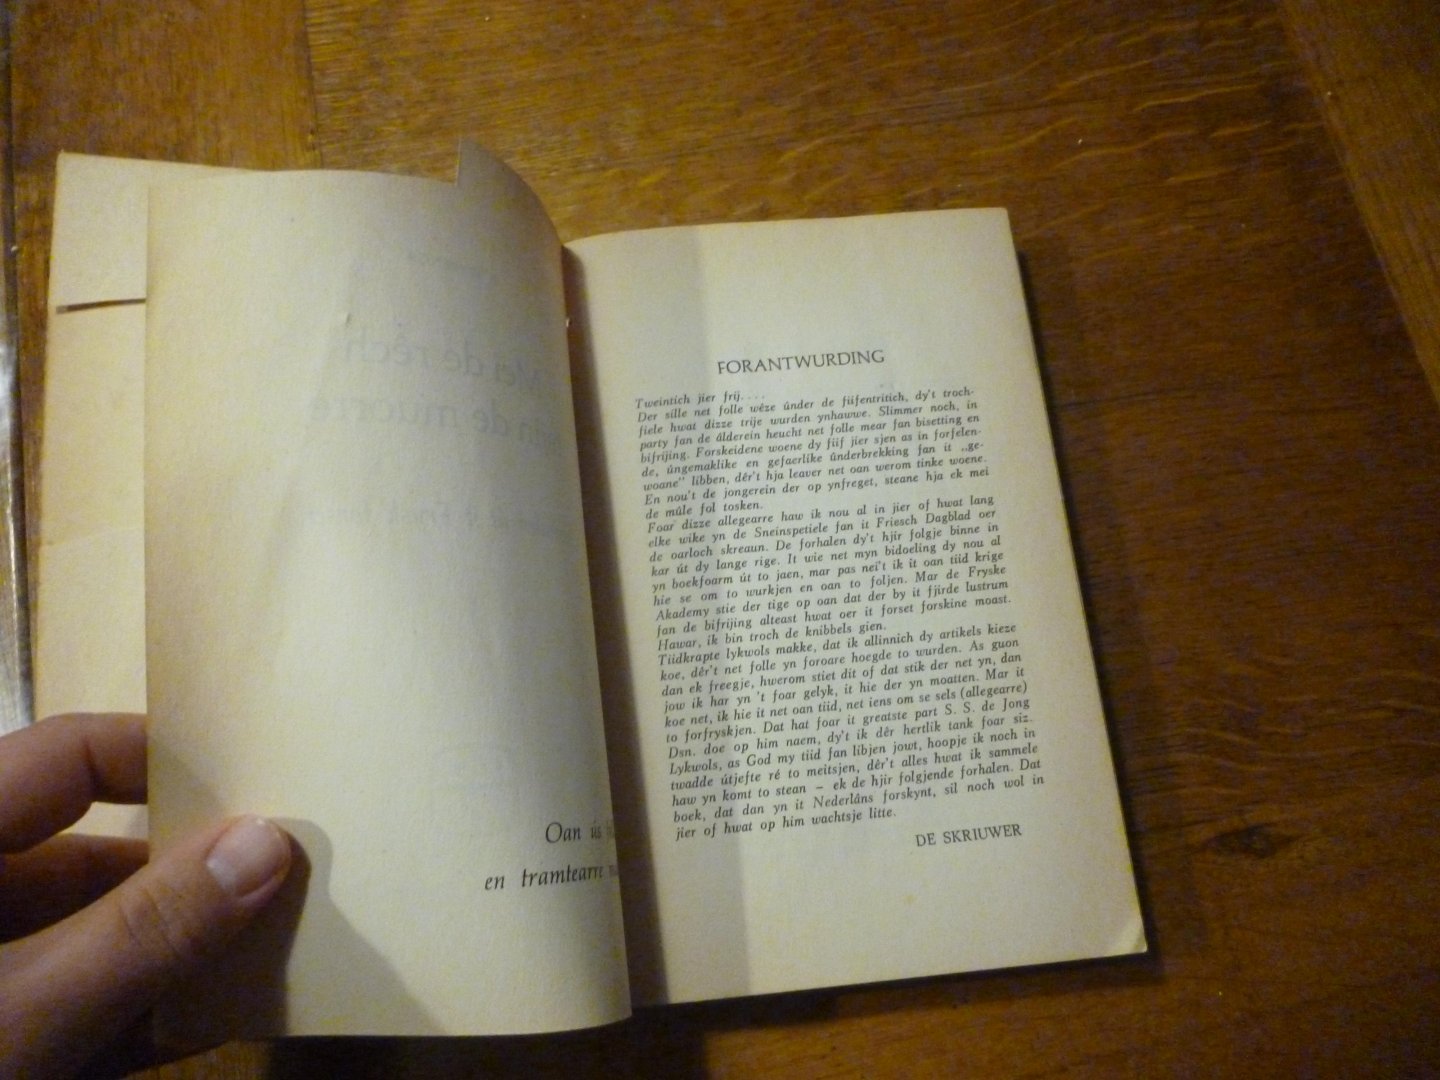 Oan ús
en tramtearre
FORANTWURDING
Tweintich jier frij. . . .
Der sille net folle wêze ûnder de fiifentritich, dy't troch-
fiele hwat dizze trije wurden ynhawwe. Slimmer noch, in
party fan de âlderein heucht net folle mear fan bisetting en
bifrijing. Forskeidene woene dy fiif jier sjen as in forfelen-
de, ûngemaklike en gefaerlike ûnderbrekking fan it „ge-
woane" libben, dêr't hja leaver net oan werom tinke woene.
En nou't de jongerein der op ynfreget, steane hja ek mei
de mûle fol tosken.
Foar dizze allegearre haw ik nou al in jier of hwat lang
elke wike yn de Sneinspetiele fan it Friesch Dagblad oer
de oarloch skreaun. De forhalen dy't hjir folgje binne in
kar út dy lange rige. It wie net myn bidoeling dy nou al
yn boekfoarm út to jaen, mar pas neî't ik it oan tiid krige
hie se om to wurkjen en oan to foljen. Mar de Fryske
Akademy stie der tige op oan dat der by it fjirde lustrum
fan de bifrijing alteast hwat oer it forset forskine moast.
Hawar, ik bin troch de knibbels gien.
Tiidkrapte lykwols makke, dat ik allinnich dy artikels kieze
koe, dêr't net folle yn foroare hoegde to wurden. As guon
dan ek freegje, hwerom stiet dit of dat stik der net yn, dan
jow ik har yn 't foar gelyk, it hie der yn moatten. Mar it
koe net, ik hie it net oan tiid, net iens om se sels (allegearre)
to forfryskjen. Dat hat foar it greatste part S. S. de Jong
Dsn. doe op him naem, dy't ik dêr hertlik tank foar siz.
Lykwols, as God my tiid fan libjen jowt, hoopje ik noch in
twadde útjefte ré to meitsjen, dêr't alles hwat ik sammele
haw yn komt to stean – ek de hjir folgjende forhalen. Dat
boek, dat dan yn it Nederlâns forskynt, sil noch wol in
jier of hwat op him wachtsje litte.
DE SKRIUWER